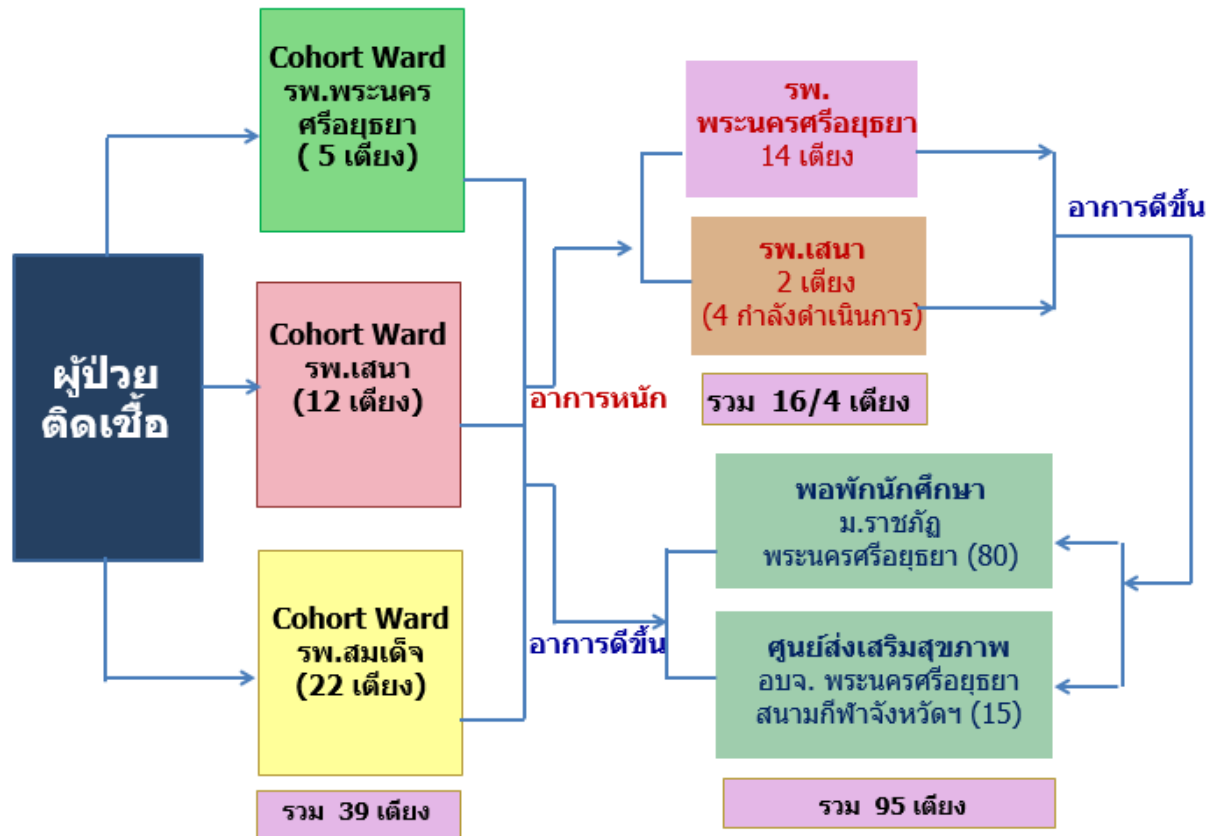 ผู้ป่วย
ติดเชื้อ
Cohort Ward
รพ.พระนคร
ศรีอยุธยา
( 5 เตียง)
Cohort Ward
รพ.เสนา
(12 เตียง)
Cohort Ward
รพ.สมเด็จ
(22 เตียง)
รวม 39 เตียง
อาการหนัก
อาการดีขึ้น
รพ.
พระนครศรีอยุธยา
14 เตียง
รพ.เสนา
2 เตียง
(4 กำลังดำเนินการ)
รวม 16/4 เตียง
อาการดีขึ้น
พอพักนักศึกษา
ม.ราชภัฏ
พระนครศรีอยุธยา (80)
ศูนย์ส่งเสริมสุขภาพ
อบจ. พระนครศรีอยุธยา
สนามกีฬาจังหวัดฯ (15)
รวม 95 เตียง